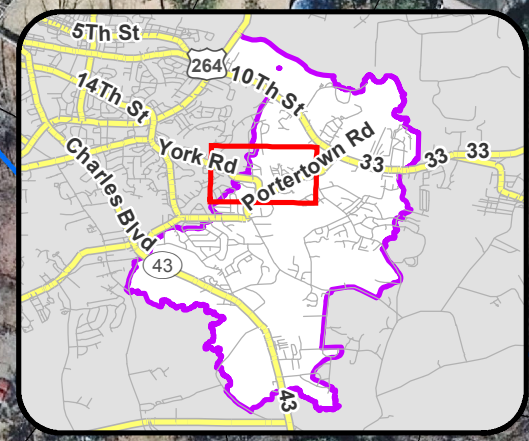 5Th St
264
10Th St
14Th St
York Rd
Portertown Rd
33
33
33
Charles Blvd
43
43